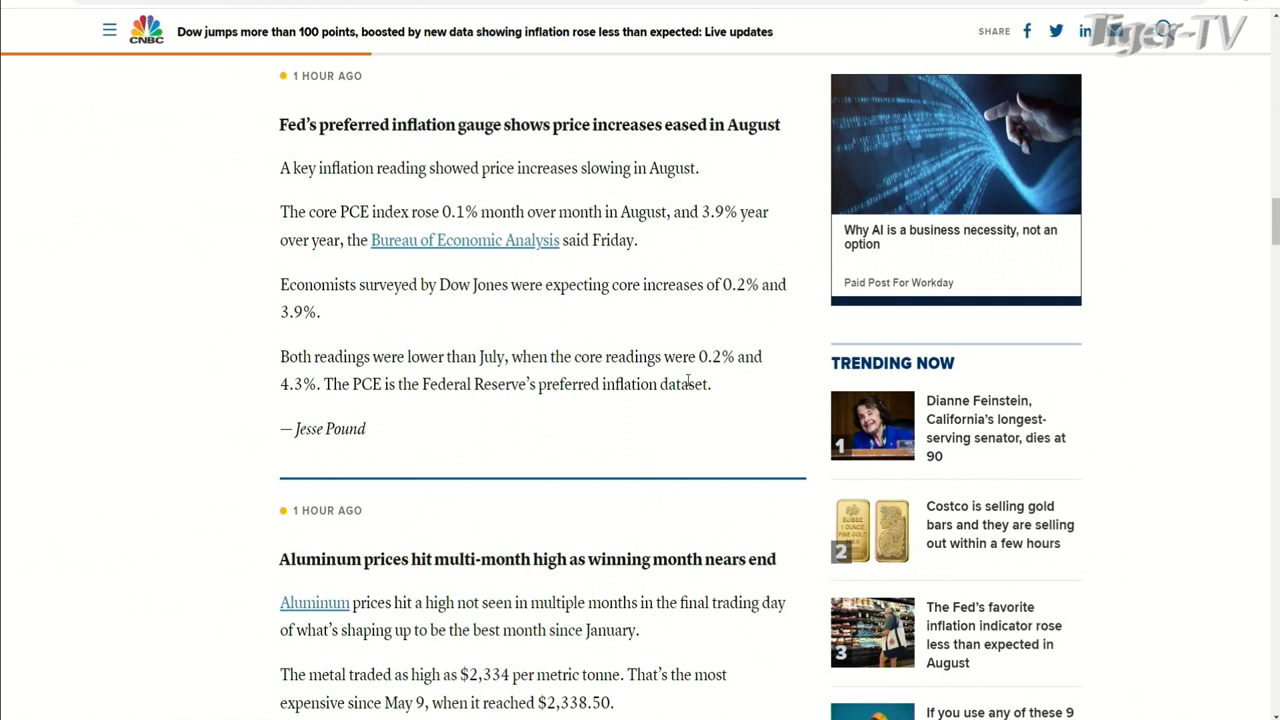 CNBC
Dow jumps more than 100 points, boosted by new data showing inflation rose less than expected: Live updates
SHARE
Tiger-TV
1 HOUR AGO
Fed's preferred inflation gauge shows price increases eased in August
A key inflation reading showed price increases slowing in August.
The core PCE index rose 0.1% month over month in August, and 3.9% year
over year, the Bureau of Economic Analysis said Friday.
Economists surveyed by Dow Jones were expecting core increases of 0.2% and
3.9%.
Both readings were lower than July, when the core readings were 0.2% and
4.3%. The PCE is the Federal Reserve's preferred inflation dataset.
— Jesse Pound
1 HOUR AGO
Aluminum prices hit multi-month high as winning month nears end
Aluminum prices hit a high not seen in multiple months in the final trading day
of what's shaping up to be the best month since January.
The metal traded as high as $2,334 per metric tonne. That's the most
expensive since May 9, when it reached $2,338.50.
Why AI is a business necessity, not an
option
Paid Post For Workday
TRENDING NOW
1
Dianne Feinstein,
California's longest-
serving senator, dies at
90
SUISSE
1 OUNCE
FINE GOLD
2
Costco is selling gold
bars and they are selling
out within a few hours
3
The Fed's favorite
inflation indicator rose
less than expected in
August
If you use any of these 9